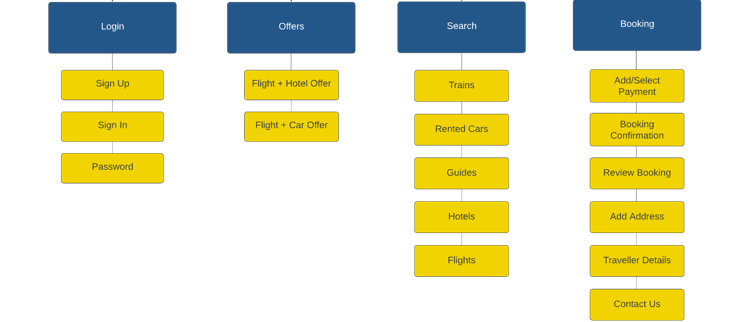 Login
Sign Up
Sign In
Password
Offers
Flight + Hotel Offer
Flight + Car Offer
Search
Trains
Rented Cars
Guides
Hotels
Flights
Booking
Add/Select
Payment
Booking
Confirmation
Review Booking
Add Address
Traveller Details
Contact Us